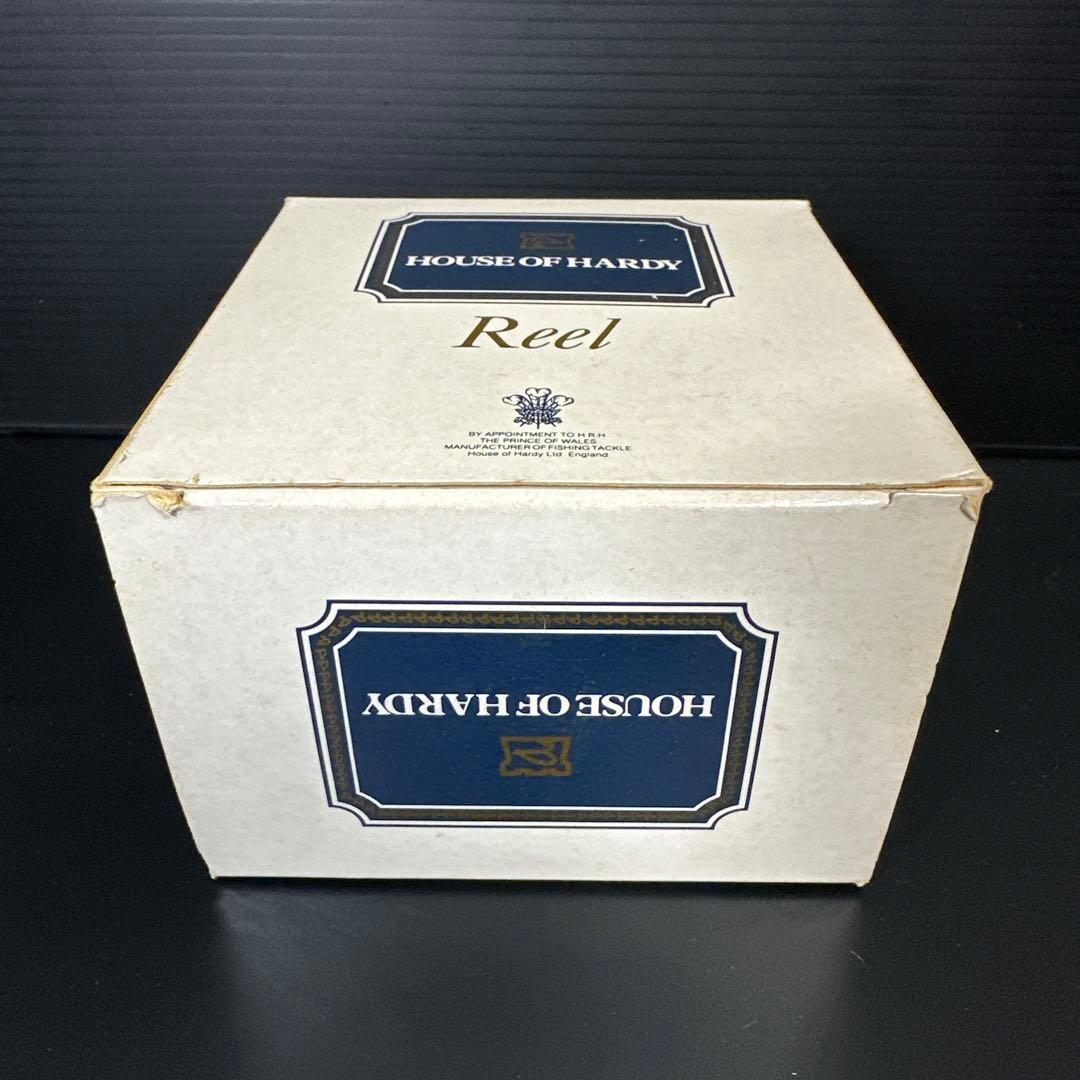 HOUSE OF HARDY
Reel
BY APPOINTMENT TO H R H
THE PRINCE OF WALES
MANUFACTURER OF FISHING TACKLE
House of Hardy Ltd England
HOUSE OF HARDY